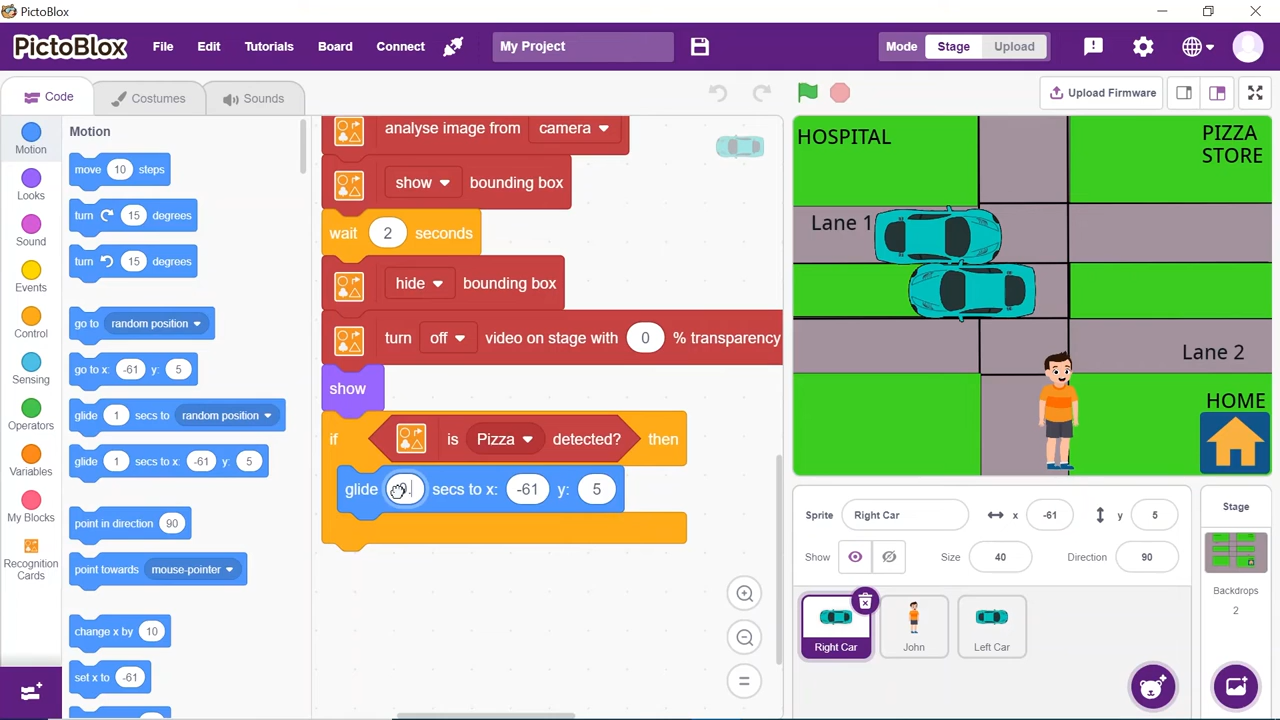 PictoBlox
PictoBlox File Edit Tutorials Board Connect My Project Mode Stage Upload
Code Costumes Sounds Upload Firmware
Motion
Looks
Sound
Events
Control
Sensing
Operators
Variables
My Blocks
Recognition
Cards
Motion
move 10 steps
turn 15 degrees
turn 15 degrees
go to random position
go to x: -61 y: 5
glide 1 secs to random position
glide 1 secs to x: -61 y: 5
point in direction 90
point towards mouse-pointer
change x by 10
set x to -61
analyse image from camera
show bounding box
wait 2 seconds
hide bounding box
turn off video on stage with 0 % transparency
show
if is Pizza detected? then
glide secs to x: -61 y: 5
HOSPITAL
PIZZA
STORE
Lane 1
Lane 2
HOME
Sprite Right Car x -61 y 5
Show Size 40 Direction 90
Right Car
John
Left Car
Stage
Backdrops
2